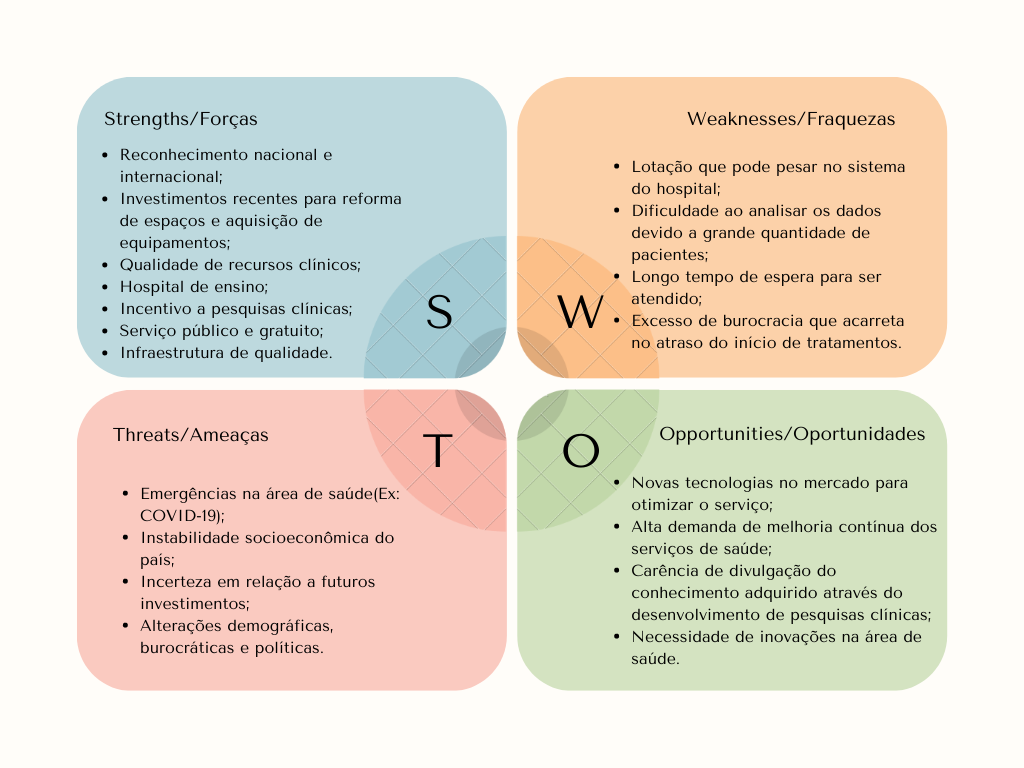 Strengths/Forças
• Reconhecimento nacional e
internacional;
• Investimentos recentes para reforma
de espaços e aquisição de
equipamentos;
• Qualidade de recursos clínicos;
• Hospital de ensino;
• Incentivo a pesquisas clínicas;
• Serviço público e gratuito;
• Infraestrutura de qualidade.
S
Weaknesses/Fraquezas
• Lotação que pode pesar no sistema
do hospital;
• Dificuldade ao analisar os dados
devido a grande quantidade de
pacientes;
• Longo tempo de espera para ser
atendido;
• Excesso de burocracia que acarreta
no atraso do início de tratamentos.
W
Threats/Ameaças
• Emergências na área de saúde(Ex:
COVID-19);
• Instabilidade socioeconômica do
país;
• Incerteza em relação a futuros
investimentos;
• Alterações demográficas,
burocráticas e políticas.
T
Opportunities/Oportunidades
• Novas tecnologias no mercado para
otimizar o serviço;
• Alta demanda de melhoria contínua dos
serviços de saúde;
• Carência de divulgação do
conhecimento adquirido através do
desenvolvimento de pesquisas clínicas;
• Necessidade de inovações na área de
saúde.
O